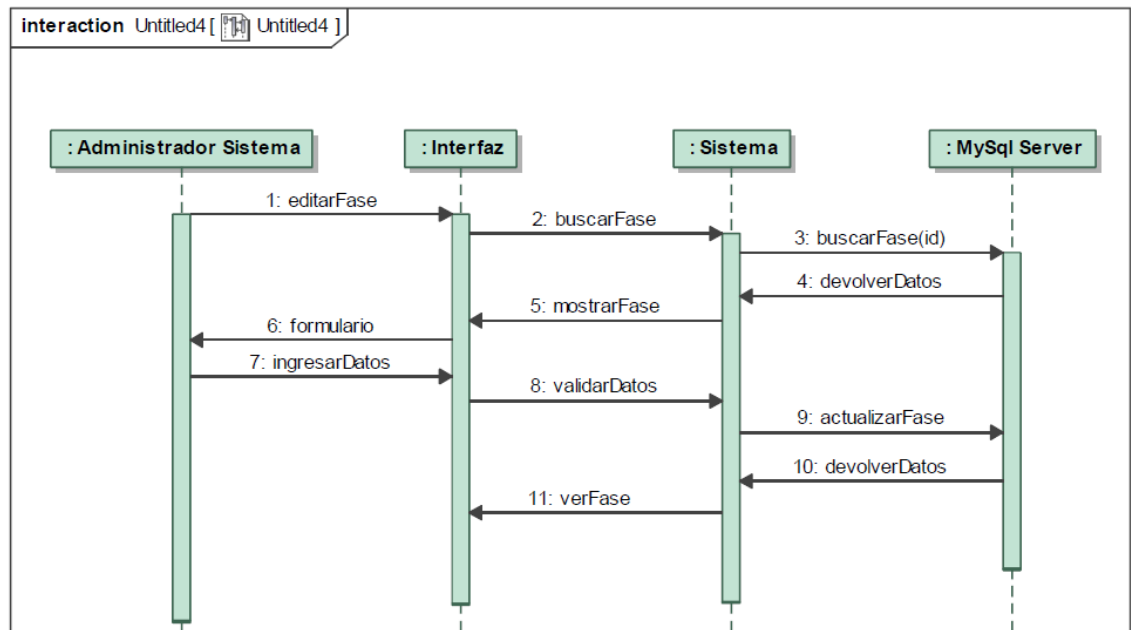 interaction Untitled4 [ Untitled4 ]
: Administrador Sistema
: Interfaz
: Sistema
: MySql Server
1: editarFase
2: buscarFase
3: buscarFase(id)
4: devolverDatos
5: mostrarFase
6: formulario
7: ingresarDatos
8: validarDatos
9: actualizarFase
10: devolverDatos
11: verFase